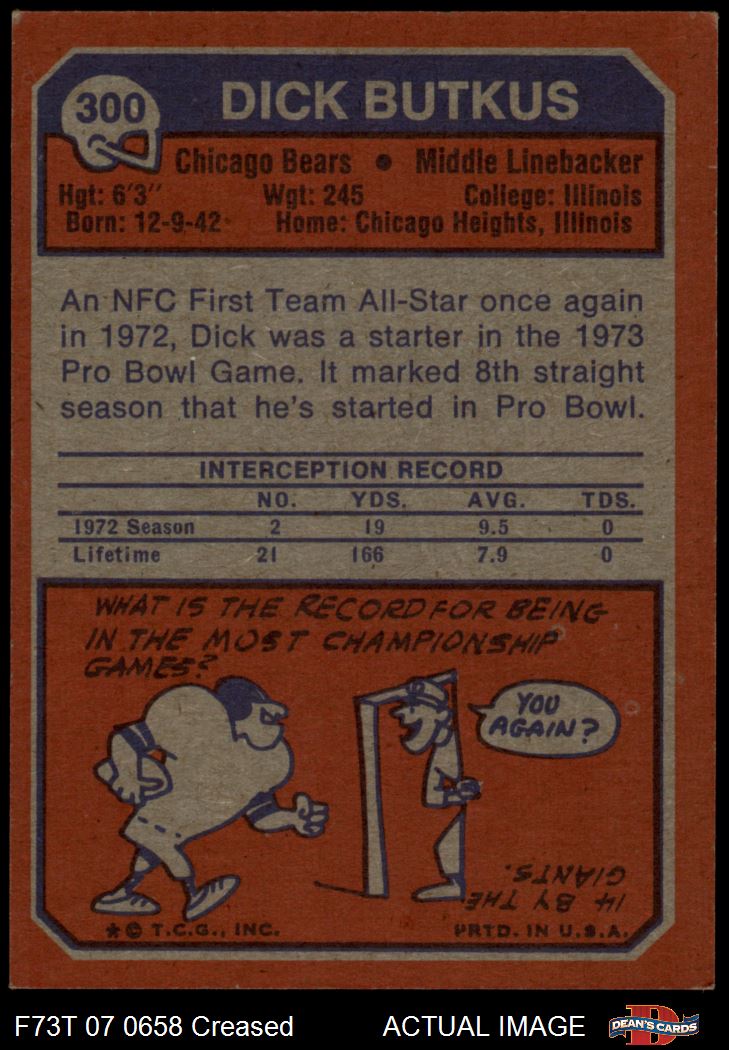 300
DICK BUTKUS
Chicago Bears • Middle Linebacker
Hgt: 6'3" Wgt: 245 College: Illinois
Born: 12-9-42 Home: Chicago Heights, Illinois
An NFC First Team All-Star once again
in 1972, Dick was a starter in the 1973
Pro Bowl Game. It marked 8th straight
season that he's started in Pro Bowl.
INTERCEPTION RECORD
NO. YDS. AVG. TDS.
1972 Season 2 19 9.5 0
Lifetime 21 166 7.9 0
WHAT IS THE RECORD FOR BEING
IN THE MOST CHAMPIONSHIP
GAMES?
YOU
AGAIN?
14 BY THE
GIANTS.
* © T.C.G., INC. PRTD. IN U.S.A.
F73T 07 0658 Creased ACTUAL IMAGE
DEAN'S CARDS